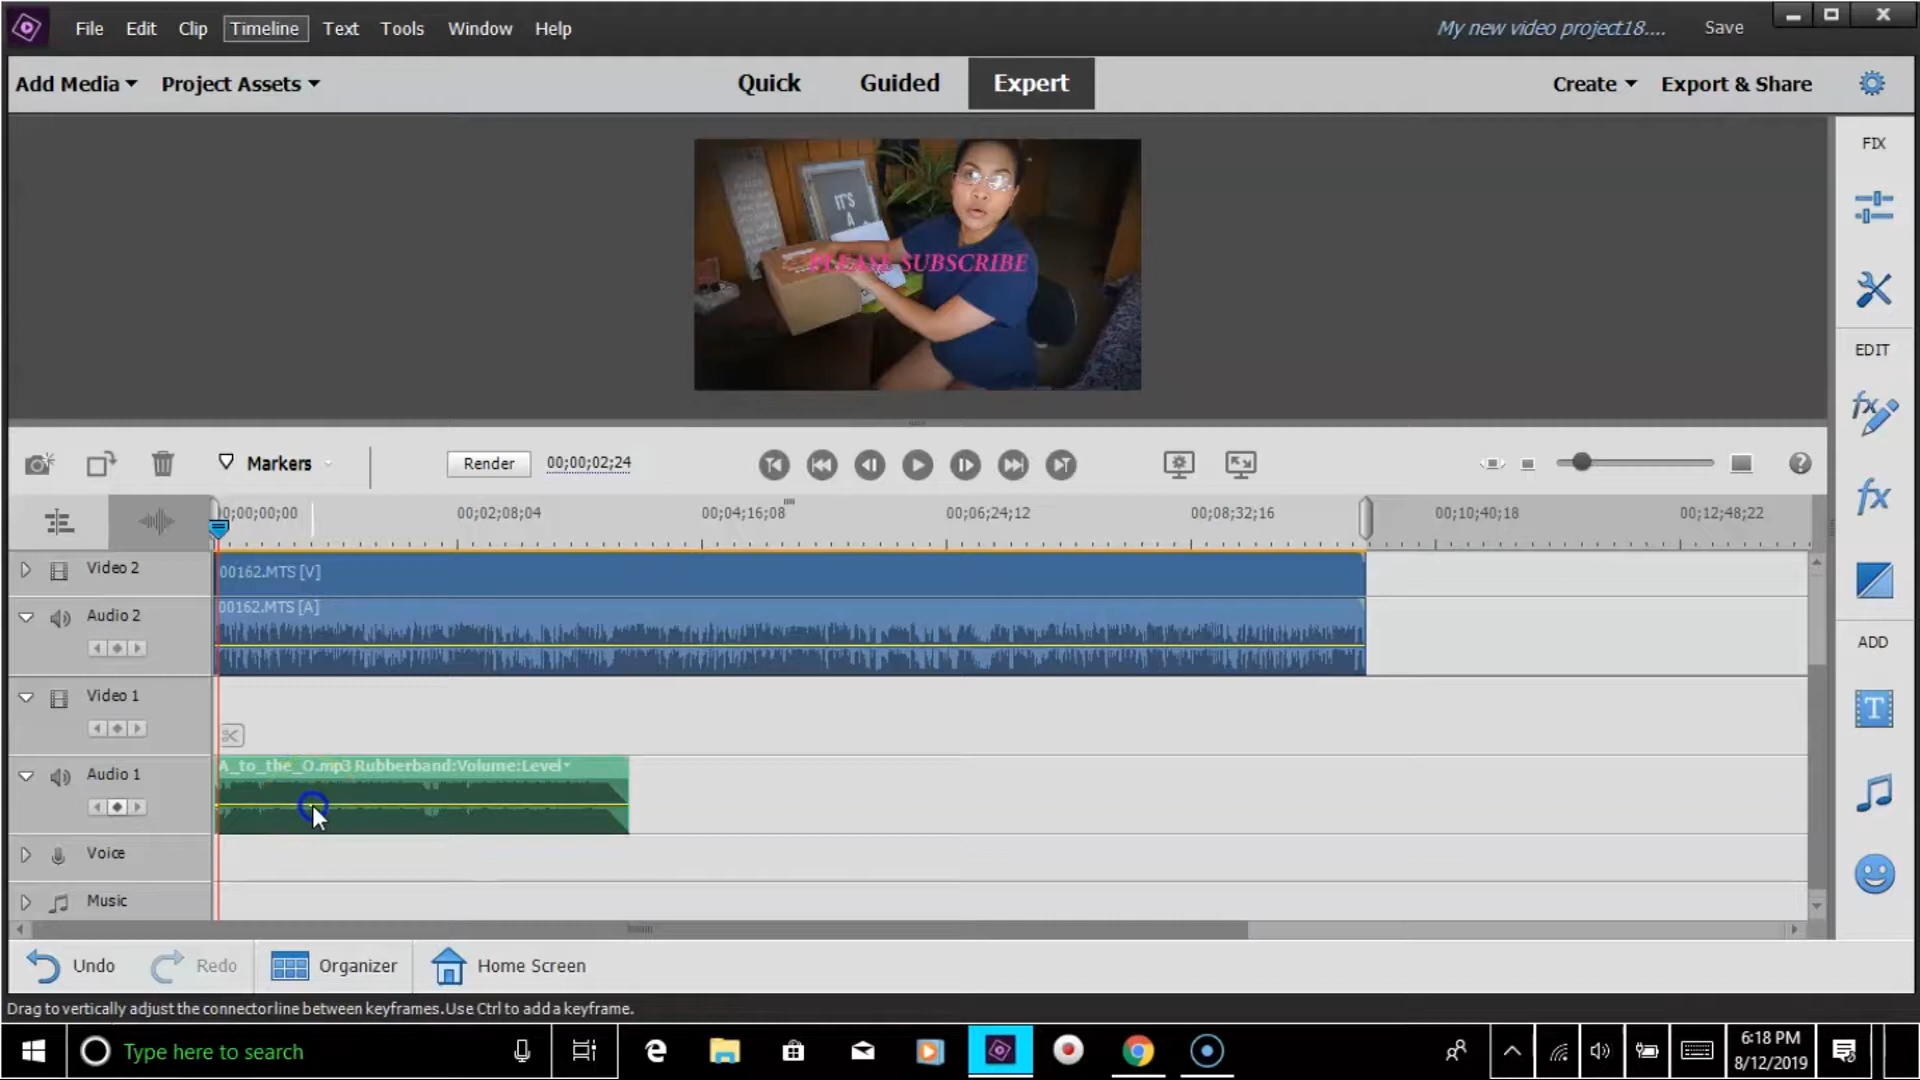 File Edit Clip Timeline Text Tools Window Help
My new video project18.... Save
Add Media Project Assets
Quick Guided Expert
Create Export & Share
FIX
IT'S
A
PLEASE SUBSCRIBE
EDIT
Markers
Render 00;00;02;24
0;00;00;00 00;02;08;04 00;04;16;08 00;06;24;12 00;08;32;16 00;10;40;18 00;12;48;22
Video 2 00162.MTS [V]
Audio 2 00162.MTS [A]
ADD
Video 1
A_to_the_O.mp3 Rubberband:Volume:Level
Audio 1
Voice
Music
Undo Redo Organizer Home Screen
Drag to vertically adjust the connector line between keyframes. Use Ctrl to add a keyframe.
Type here to search
6:18 PM
8/12/2019